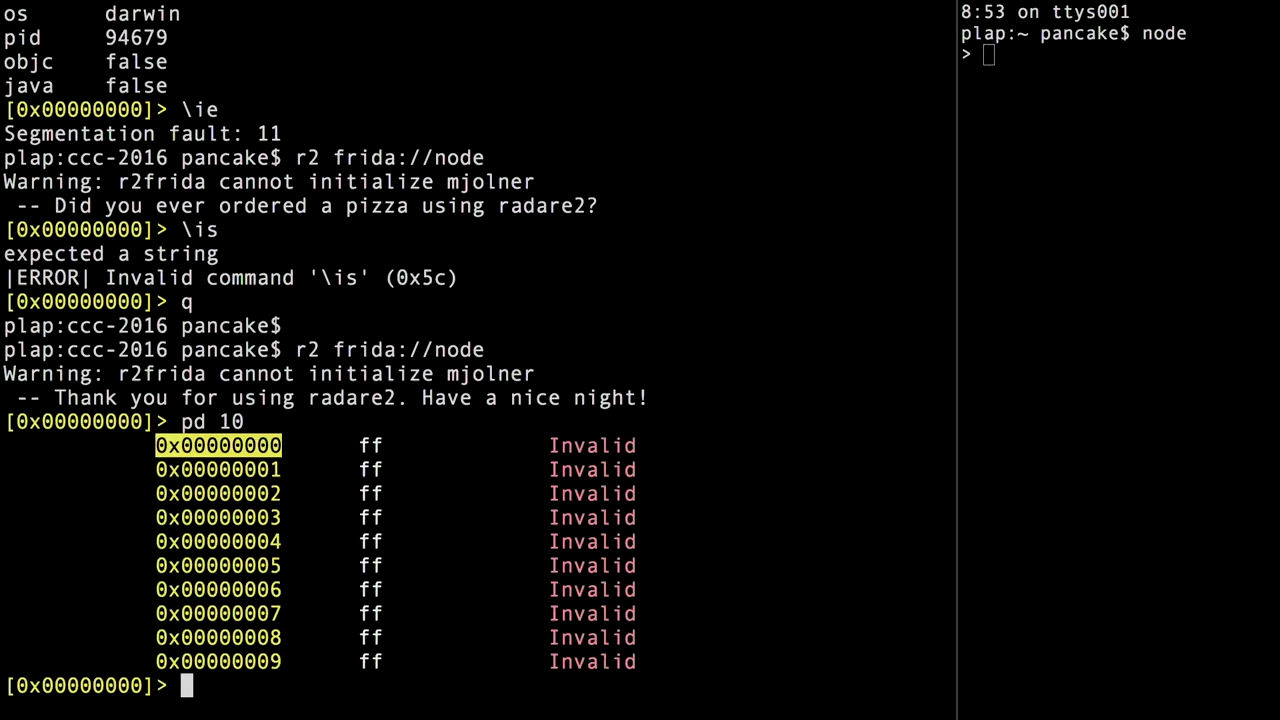 os      darwin
pid     94679
objc    false
java    false
[0x00000000]> \ie
Segmentation fault: 11
plap:ccc-2016 pancake$ r2 frida://node
Warning: r2frida cannot initialize mjolner
 -- Did you ever ordered a pizza using radare2?
[0x00000000]> \is
expected a string
|ERROR| Invalid command '\is' (0x5c)
[0x00000000]> q
plap:ccc-2016 pancake$
plap:ccc-2016 pancake$ r2 frida://node
Warning: r2frida cannot initialize mjolner
 -- Thank you for using radare2. Have a nice night!
[0x00000000]> pd 10
0x00000000      ff             Invalid
0x00000001      ff             Invalid
0x00000002      ff             Invalid
0x00000003      ff             Invalid
0x00000004      ff             Invalid
0x00000005      ff             Invalid
0x00000006      ff             Invalid
0x00000007      ff             Invalid
0x00000008      ff             Invalid
0x00000009      ff             Invalid
[0x00000000]>
8:53 on ttys001
plap:~ pancake$ node
>